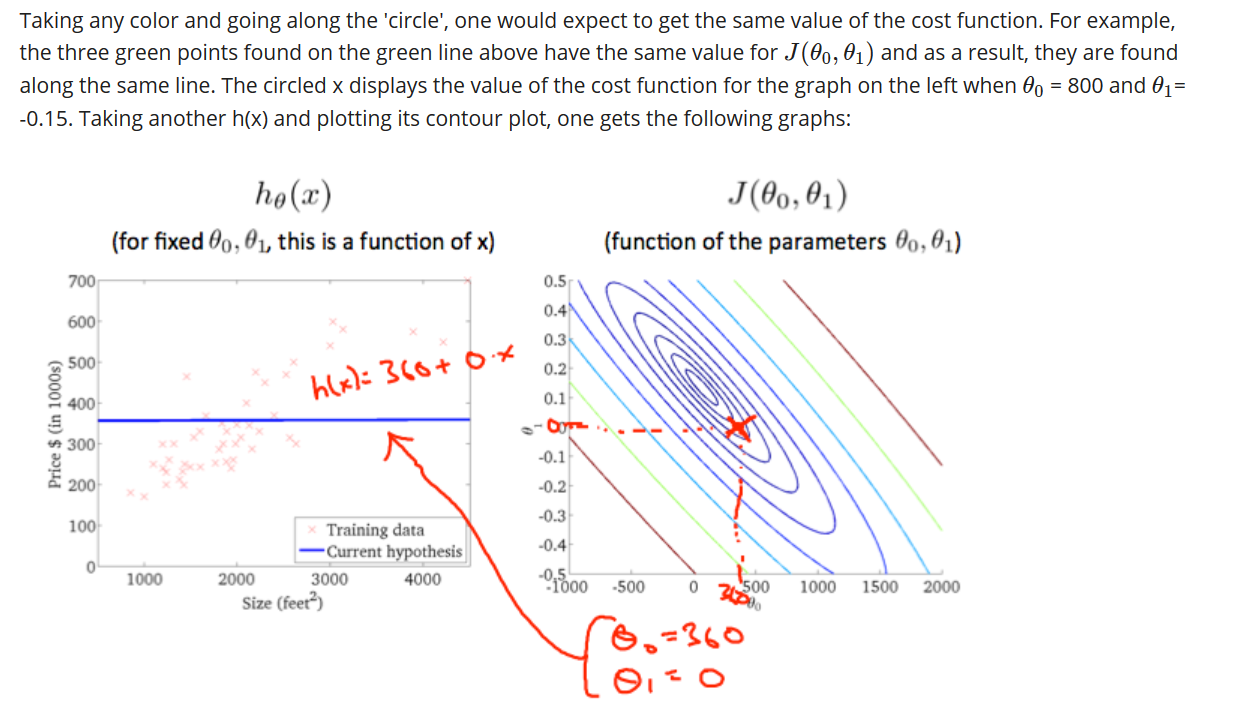 Taking any color and going along the 'circle', one would expect to get the same value of the cost function. For example,
the three green points found on the green line above have the same value for J(θ₀, θ₁) and as a result, they are found
along the same line. The circled x displays the value of the cost function for the graph on the left when θ₀ = 800 and θ₁=
-0.15. Taking another h(x) and plotting its contour plot, one gets the following graphs:
hθ(x)
(for fixed θ₀, θ₁, this is a function of x)
700
600
500
400
300
200
100
0
Price $ (in 1000s)
1000 2000 3000 4000
Size (feet²)
h(x) = 360 + 0·x
× Training data
Current hypothesis
J(θ₀, θ₁)
(function of the parameters θ₀, θ₁)
0.5
0.4
0.3
0.2
0.1
0
-0.1
-0.2
-0.3
-0.4
-0.5
-1000 -500 0 500 1000 1500 2000
360
θ₀
θ₀ = 360
θ₁ = 0